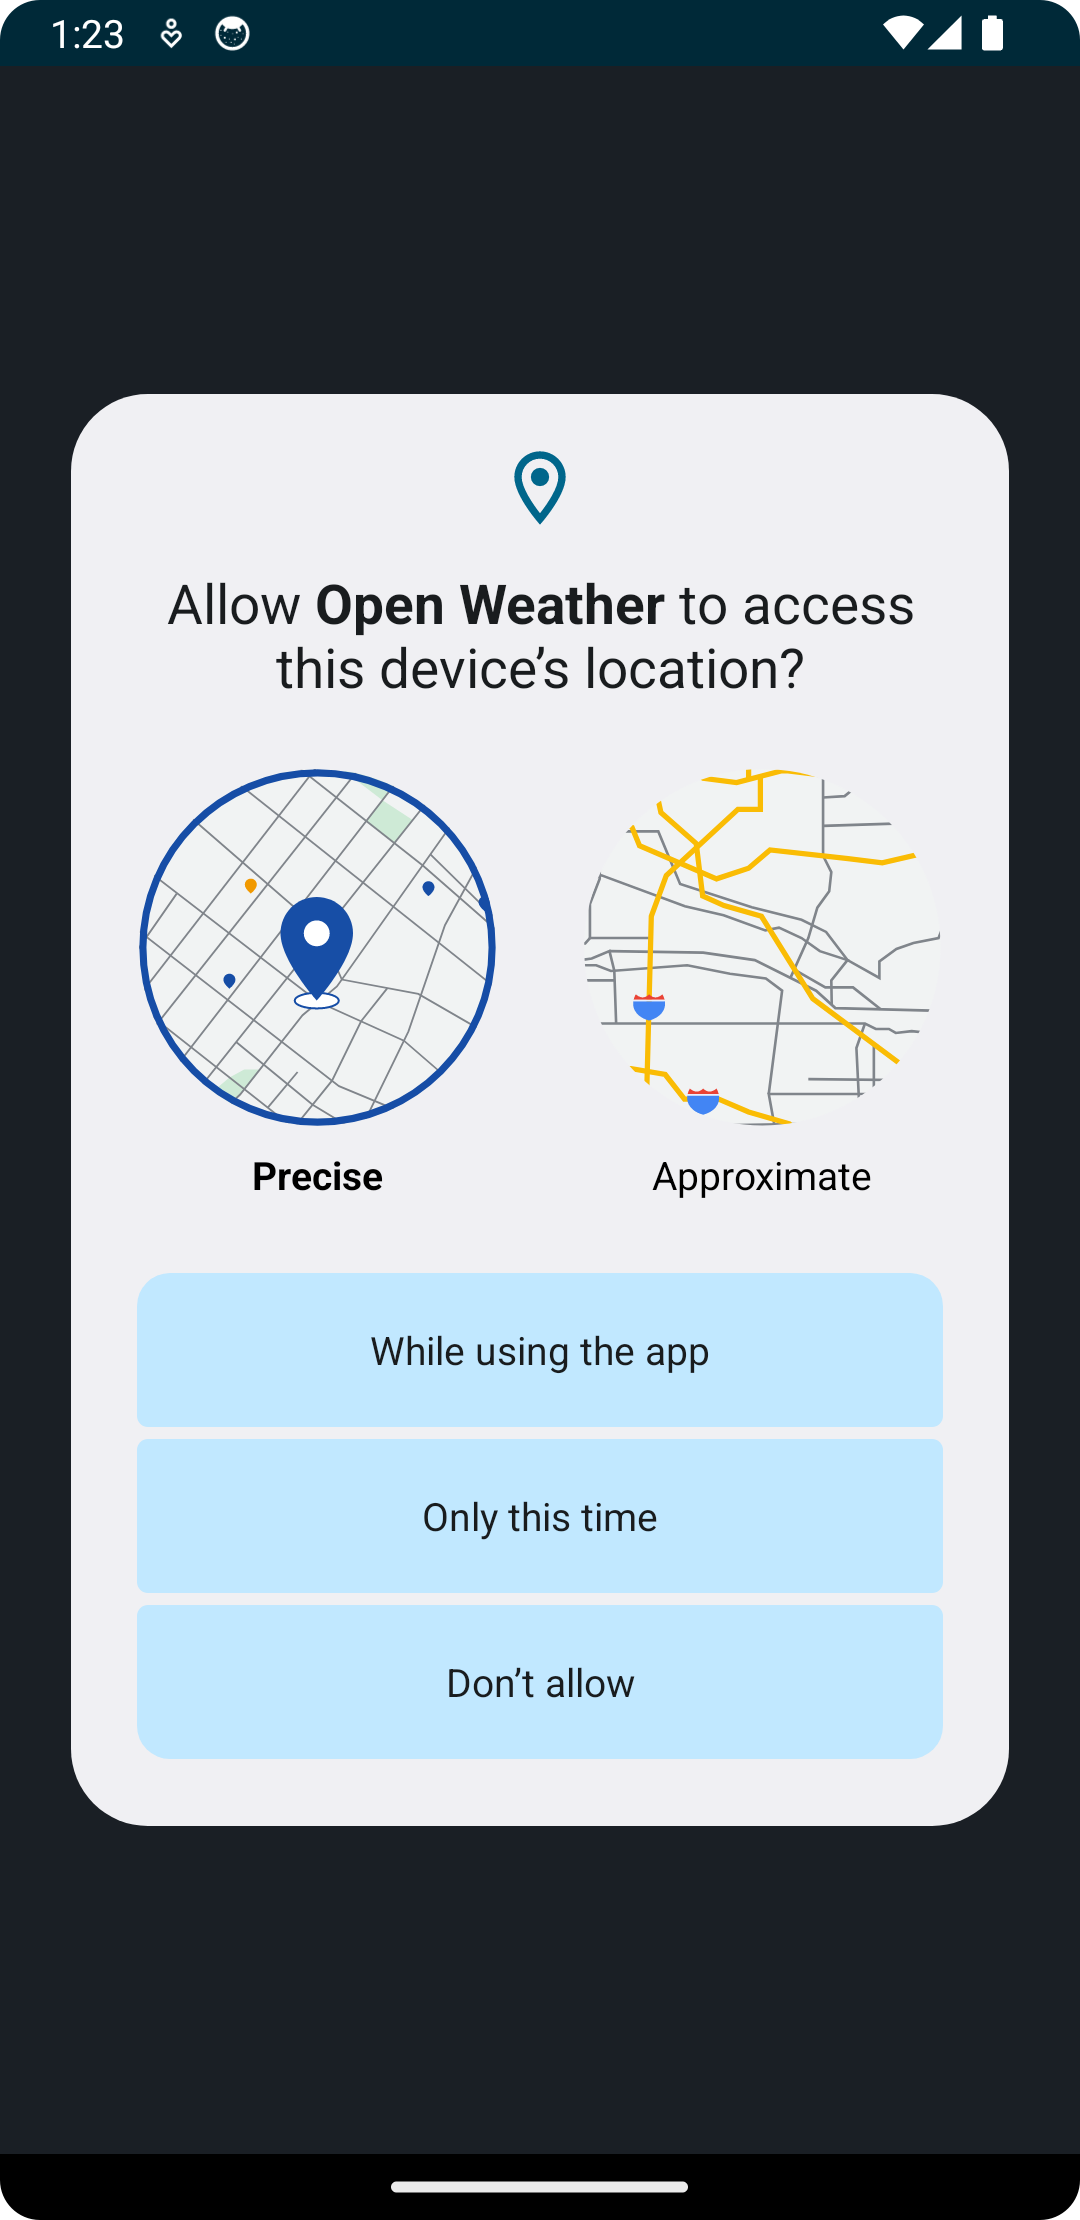 1:23
Allow Open Weather to access
this device’s location?
Precise
Approximate
While using the app
Only this time
Don’t allow